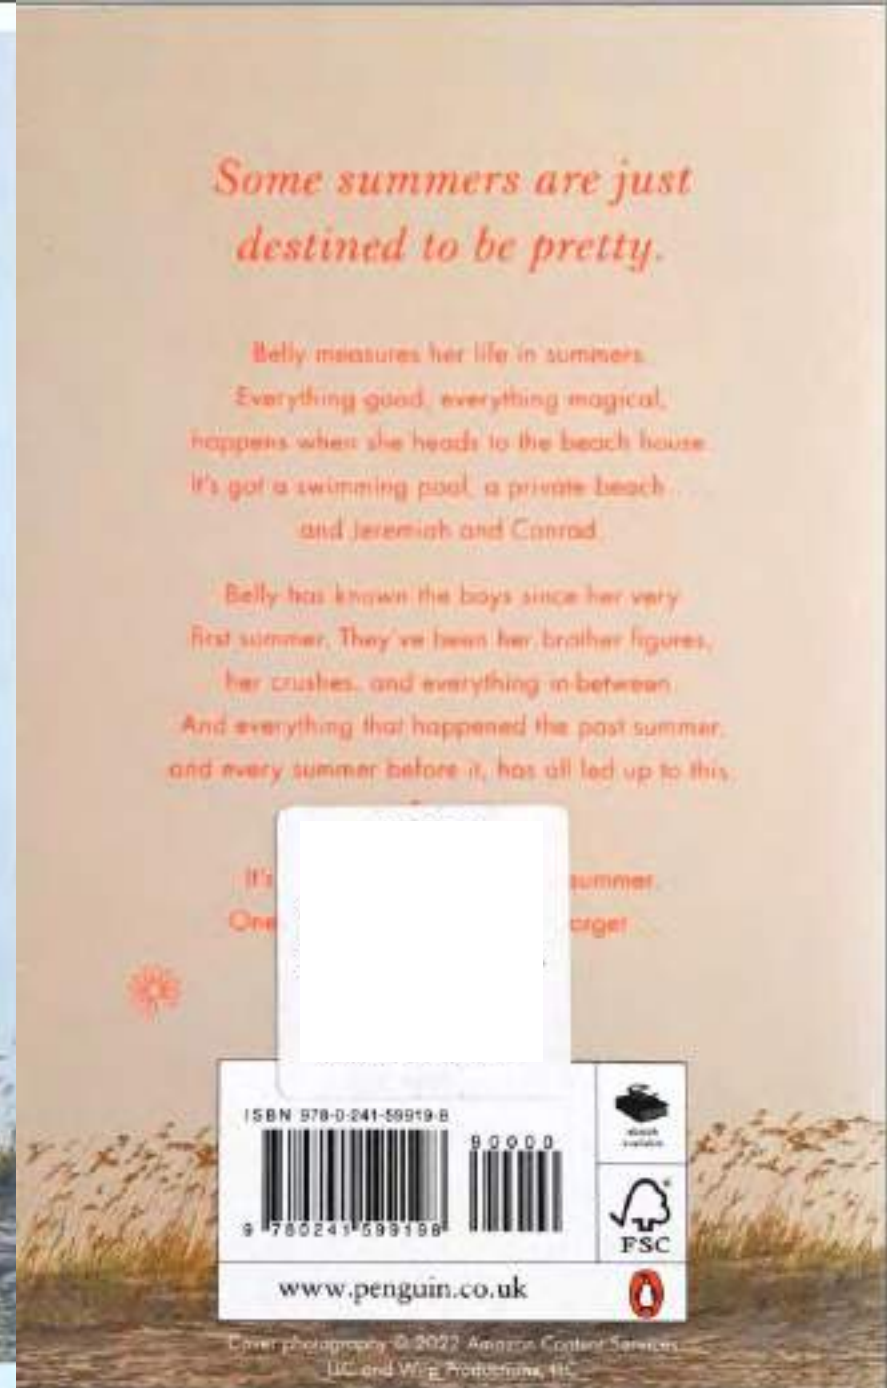 Some summers are just
destined to be pretty.
Belly measures her life in summers.
Everything good, everything magical,
happens when she heads to the beach house.
It's got a swimming pool, a private beach . . .
and Jeremiah and Conrad.
Belly has known the boys since her very
first summer. They've been her brother figures,
her crushes, and everything in-between.
And everything that happened the past summer,
and every summer before it, has all led up to this.
It's summer.
One
ISBN 978-0-241-59919-8
90000
9 780241 599198
ebook
available
FSC
www.penguin.co.uk
Cover photography © 2022 Amazon Content Services
LLC and Wiip Productions, LLC